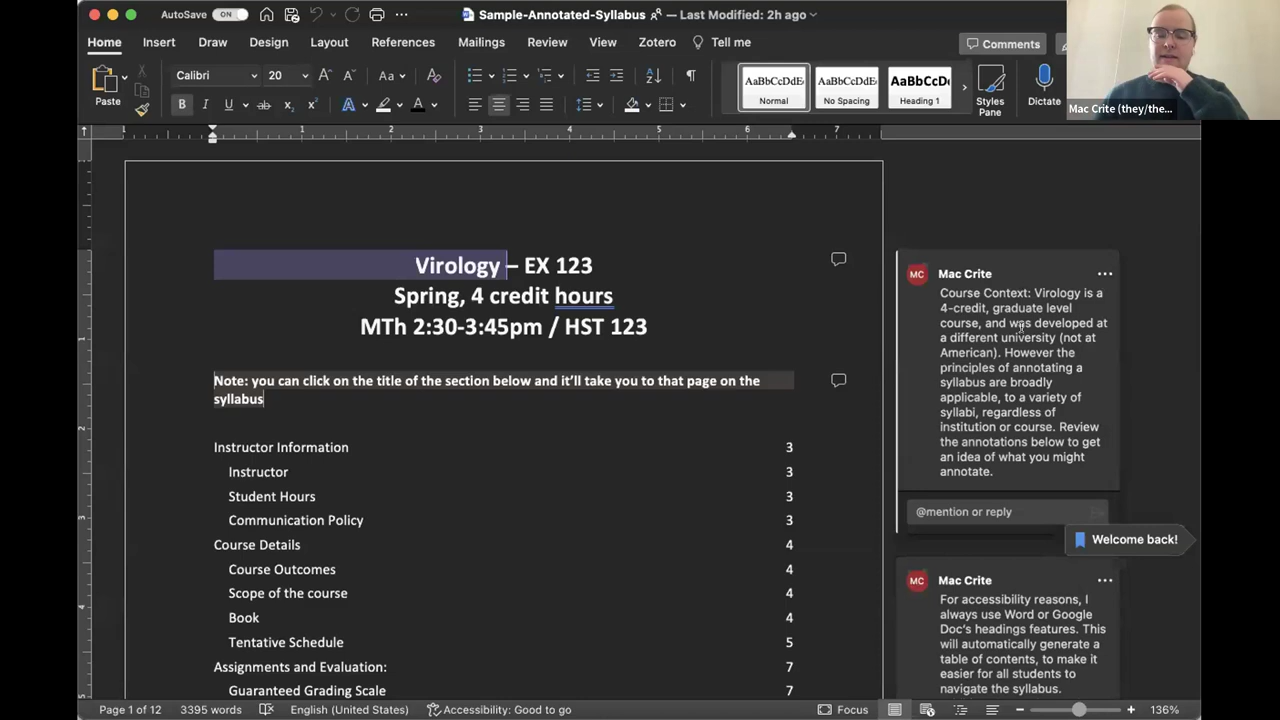 AutoSave ON
Sample-Annotated-Syllabus
— Last Modified: 2h ago
Home Insert Draw Design Layout References Mailings Review View Zotero Tell me
Comments
Paste
Calibri
20
Aa
B I U ab x x A A
AaBbCcDdE AaBbCcDdE AaBbCcD
Normal No Spacing Heading 1
Styles Pane
Dictate
Mac Crite (they/the...
1 1 2 3 4 5 6 7
Virology – EX 123
Spring, 4 credit hours
MTh 2:30-3:45pm / HST 123
Note: you can click on the title of the section below and it'll take you to that page on the
syllabus
Instructor Information 3
Instructor 3
Student Hours 3
Communication Policy 3
Course Details 4
Course Outcomes 4
Scope of the course 4
Book 4
Tentative Schedule 5
Assignments and Evaluation: 7
Guaranteed Grading Scale 7
MC Mac Crite
Course Context: Virology is a
4-credit, graduate level
course, and was developed at
a different university (not at
American). However the
principles of annotating a
syllabus are broadly
applicable, to a variety of
syllabi, regardless of
institution or course. Review
the annotations below to get
an idea of what you might
annotate.
@mention or reply
Welcome back!
MC Mac Crite
For accessibility reasons, I
always use Word or Google
Doc's headings features. This
will automatically generate a
table of contents, to make it
easier for all students to
navigate the syllabus.
Page 1 of 12 3395 words English (United States) Accessibility: Good to go Focus 136%